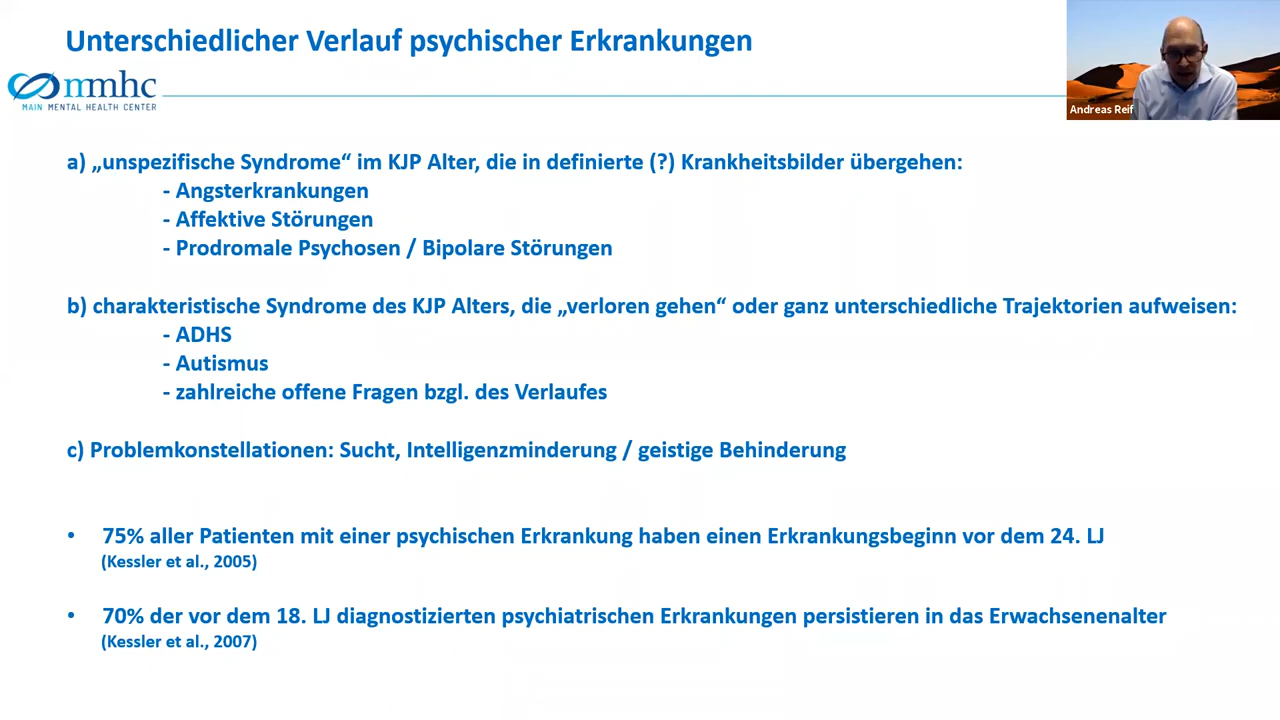 Unterschiedlicher Verlauf psychischer Erkrankungen
mmhc
MAIN MENTAL HEALTH CENTER
Andreas Reif
a) „unspezifische Syndrome“ im KJP Alter, die in definierte (?) Krankheitsbilder übergehen:
- Angsterkrankungen
- Affektive Störungen
- Prodromale Psychosen / Bipolare Störungen
b) charakteristische Syndrome des KJP Alters, die „verloren gehen“ oder ganz unterschiedliche Trajektorien aufweisen:
- ADHS
- Autismus
- zahlreiche offene Fragen bzgl. des Verlaufes
c) Problemkonstellationen: Sucht, Intelligenzminderung / geistige Behinderung
• 75% aller Patienten mit einer psychischen Erkrankung haben einen Erkrankungsbeginn vor dem 24. LJ
(Kessler et al., 2005)
• 70% der vor dem 18. LJ diagnostizierten psychiatrischen Erkrankungen persistieren in das Erwachsenenalter
(Kessler et al., 2007)